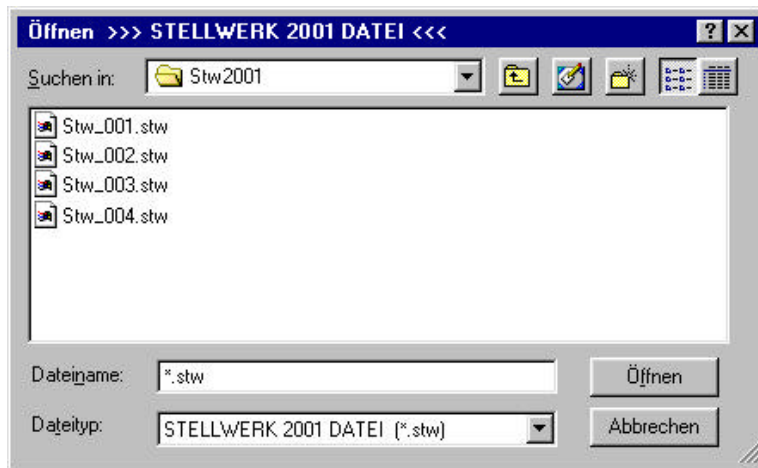 Öffnen >>> STELLWERK 2001 DATEI <<<
Suchen in: Stw2001
Stw_001.stw
Stw_002.stw
Stw_003.stw
Stw_004.stw
Dateiname: *.stw Öffnen
Dateityp: STELLWERK 2001 DATEI (*.stw) Abbrechen